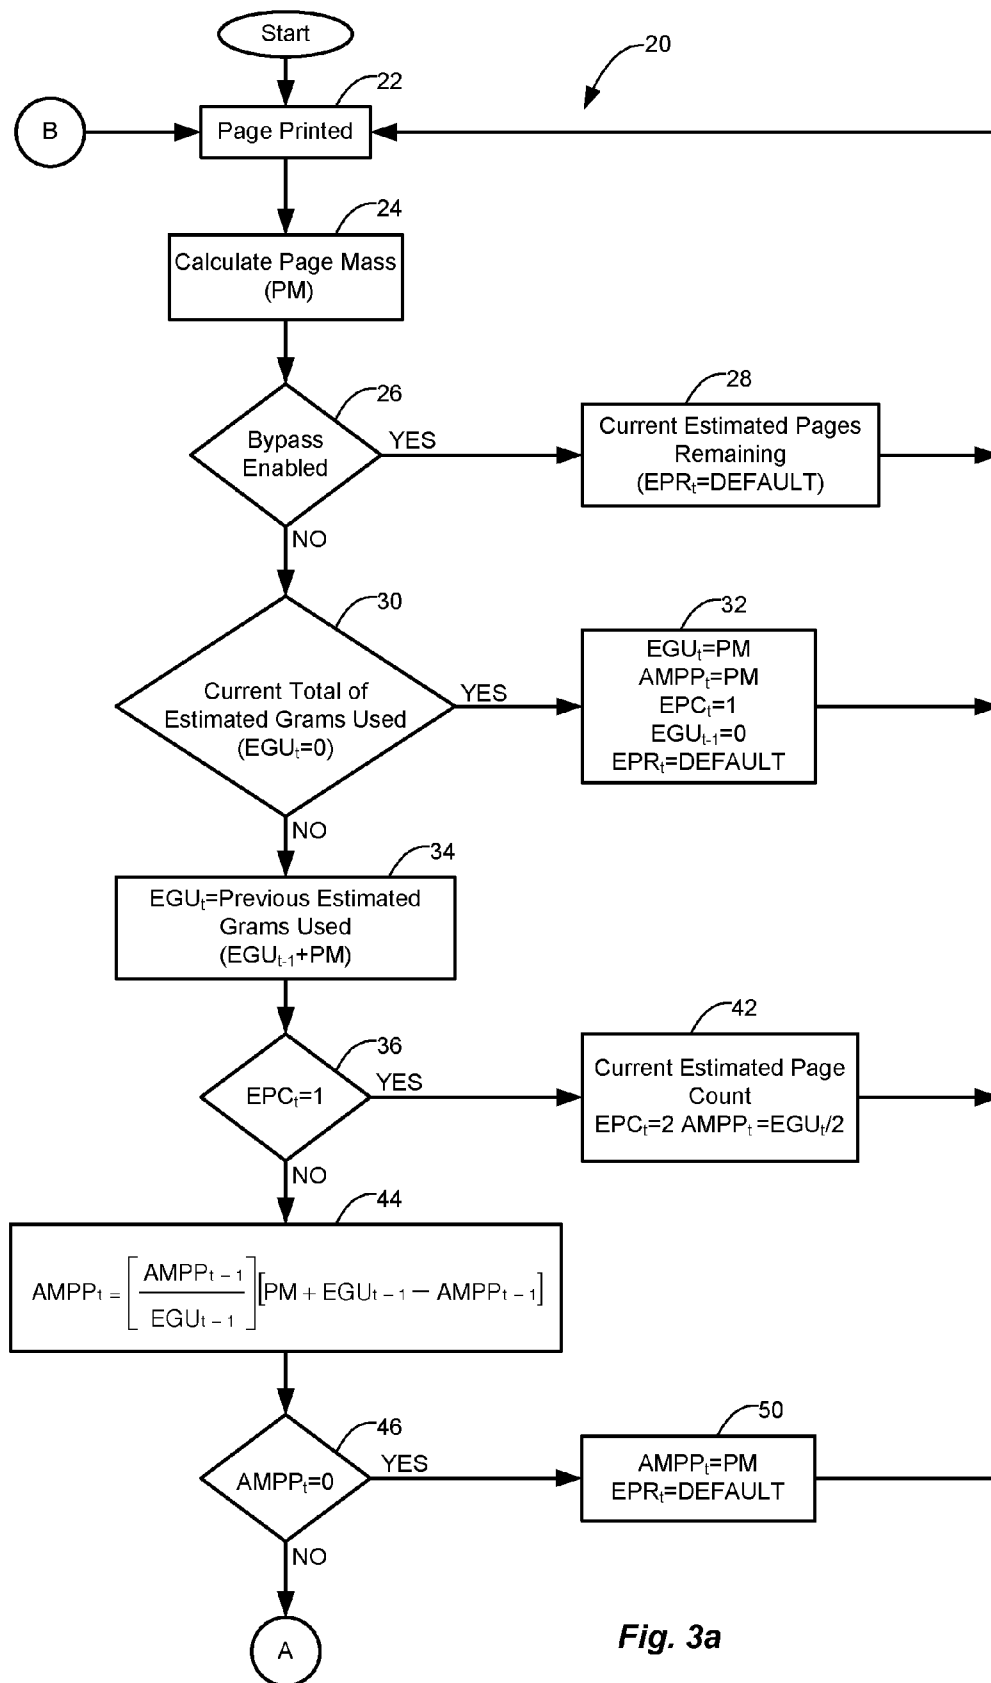 Start
20
22
B
Page Printed
24
Calculate Page Mass
(PM)
26
Bypass
Enabled
YES
28
Current Estimated Pages
Remaining
(EPRt=DEFAULT)
NO
30
Current Total of
Estimated Grams Used
(EGUt=0)
YES
32
EGUt=PM
AMPPt=PM
EPCt=1
EGUt-1=0
EPRt=DEFAULT
NO
34
EGUt=Previous Estimated
Grams Used
(EGUt-1+PM)
36
EPCt=1
YES
42
Current Estimated Page
Count
EPCt=2 AMPPt=EGUt/2
NO
44
AMPPt = [AMPPt-1 / EGUt-1] [PM + EGUt-1 - AMPPt-1]
46
AMPPt=0
YES
50
AMPPt=PM
EPRt=DEFAULT
NO
A
Fig. 3a